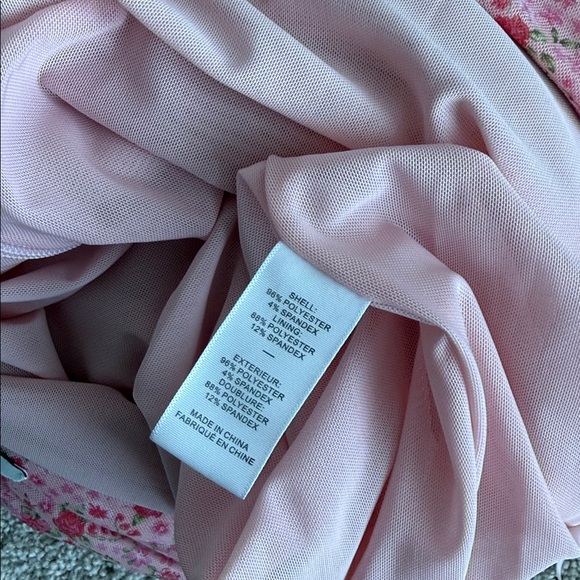 SHELL:
96% POLYESTER
4% SPANDEX
LINING:
88% POLYESTER
12% SPANDEX
—
EXTERIEUR:
96% POLYESTER
4% SPANDEX
DOUBLURE:
88% POLYESTER
12% SPANDEX
MADE IN CHINA
FABRIQUÉ EN CHINE